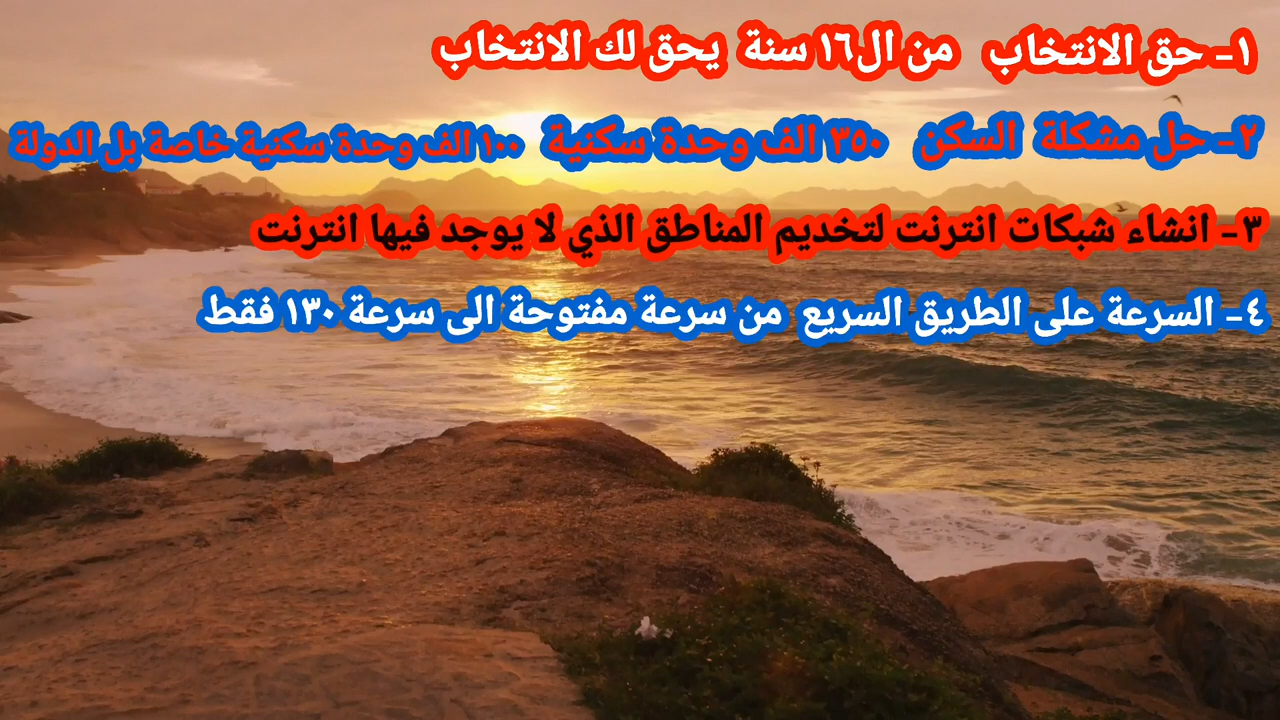 ١- حق الانتخاب من ال١٦ سنة يحق لك الانتخاب
٢- حل مشكلة السكن ٣٥٠ الف وحدة سكنية ١٠٠ الف وحدة سكنية خاصة بل الدولة
٣- انشاء شبكات انترنت لتخديم المناطق الذي لا يوجد فيها انترنت
٤- السرعة على الطريق السريع من سرعة مفتوحة الى سرعة ١٣٠ فقط